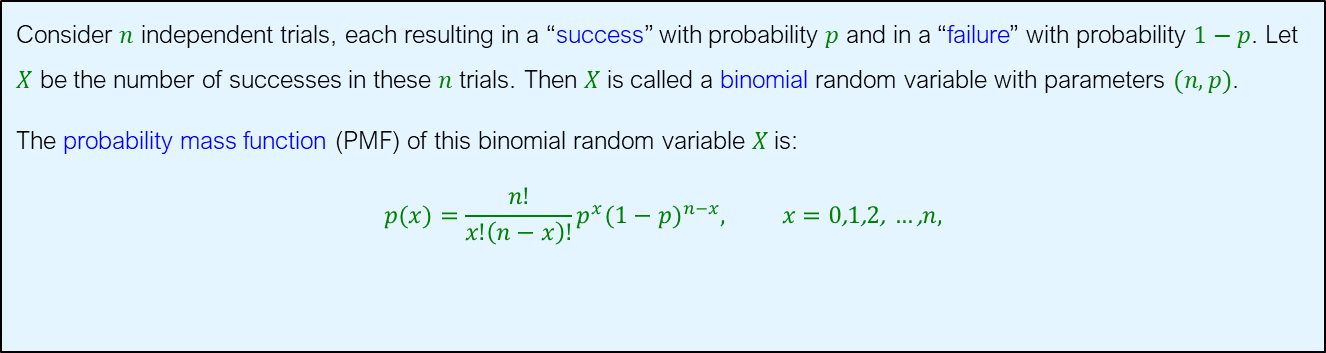 Consider n independent trials, each resulting in a “success” with probability p and in a “failure” with probability 1 − p. Let
X be the number of successes in these n trials. Then X is called a binomial random variable with parameters (n, p).
The probability mass function (PMF) of this binomial random variable X is:
p(x) = n! / x!(n − x)! p^x (1 − p)^{n−x},   x = 0,1,2, … ,n,